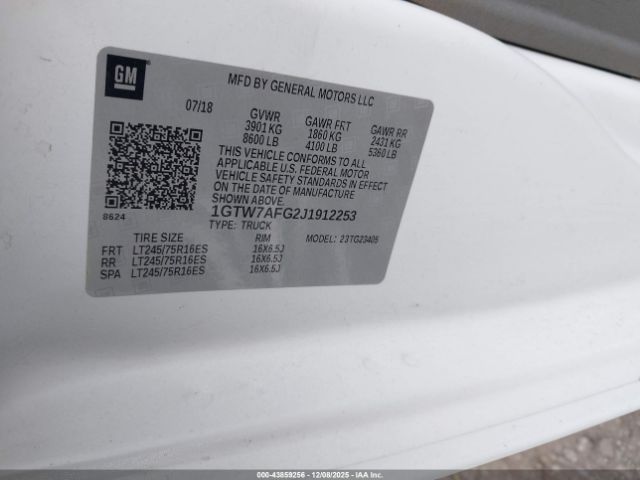 GM
MFD BY GENERAL MOTORS LLC
07/18 GVWR GAWR FRT GAWR RR
3901 KG 1860 KG 2431 KG
8600 LB 4100 LB 5360 LB
THIS VEHICLE CONFORMS TO ALL
APPLICABLE U.S. FEDERAL MOTOR
VEHICLE SAFETY STANDARDS IN EFFECT
ON THE DATE OF MANUFACTURE
SHOWN ABOVE.
8624 1GTW7AFG2J1912253
TYPE: TRUCK MODEL: 23TG23405
TIRE SIZE RIM
FRT LT245/75R16ES 16X6.5J
RR LT245/75R16ES 16X6.5J
SPA LT245/75R16ES 16X6.5J
000-43859256 - 12/08/2025 - IAAI.COM